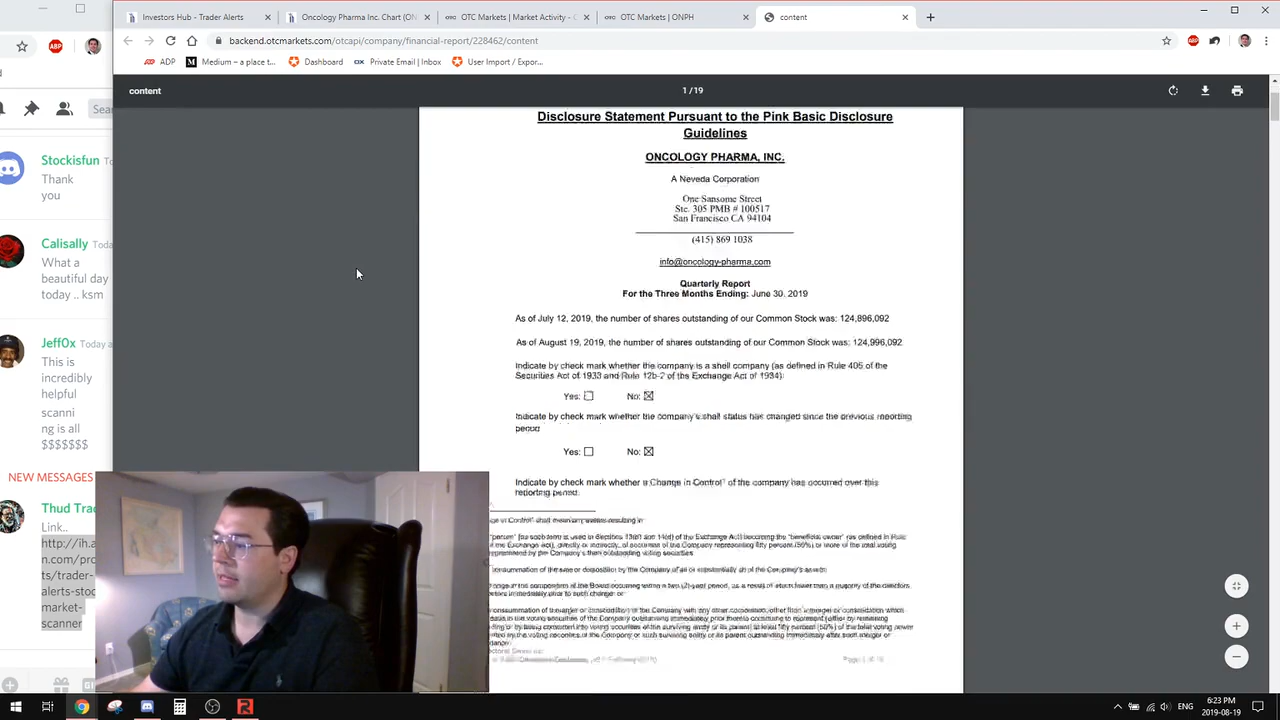 Investors Hub - Trader Alerts
Oncology Pharma Inc. Chart (ON
OTC Markets | Market Activity - C
OTC Markets | ONPH
content
backend.otcmarkets.com/otcapi/company/financial-report/228462/content
ADP
Medium – a place t...
Dashboard
Private Email | Inbox
User Import / Expor...
content
1 / 19
Sea
Stockisfun
Thank
you
Calisally Toda
What a
beautiful day
today .. ksm
JeffOx Today a
This is
incredibly
helpful
scanni
ng is all
$$$$$$$
NEW MESSAGES
Thud Tra
Link..
http://ih.a
n.com/pro
ts/trader-
alerts-stoc
market-
scanner
Disclosure Statement Pursuant to the Pink Basic Disclosure
Guidelines
ONCOLOGY PHARMA, INC.
A Neveda Corporation
One Sansome Street
Ste. 305 PMB # 100517
San Francisco CA 94104
(415) 869 1038
info@oncology-pharma.com
Quarterly Report
For the Three Months Ending: June 30. 2019
As of July 12, 2019, the number of shares outstanding of our Common Stock was: 124,896,092
As of August 19, 2019, the number of shares outstanding of our Common Stock was: 124,996,092
Indicate by check mark whether the company is a shell company (as defined in Rule 405 of the
Securities Act of 1933 and Rule 12b-2 of the Exchange Act of 1934):
Yes: ☐ No: ☒
Indicate by check mark whether the company's shell status has changed since the previous reporting
period:
Yes: ☐ No: ☒
Indicate by check mark whether a Change in Control of the company has occurred over this
reporting period:
ENG
6:23 PM
2019-08-19